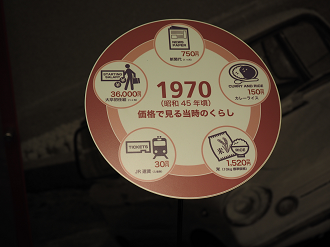 NEWS
PAPER
750円
新聞代
STARTING
SALARY
36,000円
大学初任給
CURRY AND RICE
150円
カレーライス
1970
(昭和45年頃)
価格で見る当時のくらし
TICKETS
30円
JR運賃
米
RICE
1,520円
米